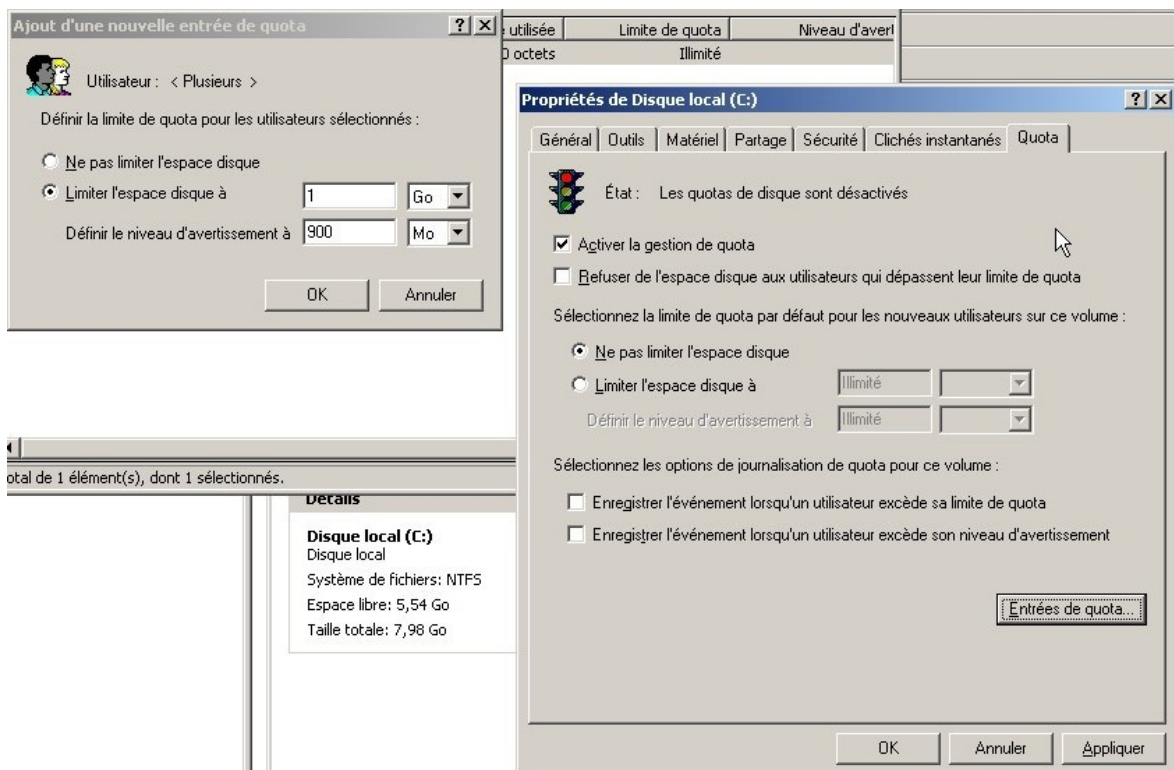 Ajout d'une nouvelle entrée de quota
Utilisateur : < Plusieurs >
Définir la limite de quota pour les utilisateurs sélectionnés :
Ne pas limiter l'espace disque
Limiter l'espace disque à 1 Go
Définir le niveau d'avertissement à 900 Mo
OK Annuler
utilisée Limite de quota Niveau d'avert
0 octets Illimité
Propriétés de Disque local (C:)
Général Outils Matériel Partage Sécurité Clichés instantanés Quota
État : Les quotas de disque sont désactivés
Activer la gestion de quota
Refuser de l'espace disque aux utilisateurs qui dépassent leur limite de quota
Sélectionnez la limite de quota par défaut pour les nouveaux utilisateurs sur ce volume :
Ne pas limiter l'espace disque
Limiter l'espace disque à Illimité
Définir le niveau d'avertissement à Illimité
Sélectionnez les options de journalisation de quota pour ce volume :
Enregistrer l'événement lorsqu'un utilisateur excède sa limite de quota
Enregistrer l'événement lorsqu'un utilisateur excède son niveau d'avertissement
Entrées de quota...
OK Annuler Appliquer
otal de 1 élément(s), dont 1 sélectionnés.
Détails
Disque local (C:)
Disque local
Système de fichiers: NTFS
Espace libre: 5,54 Go
Taille totale: 7,98 Go